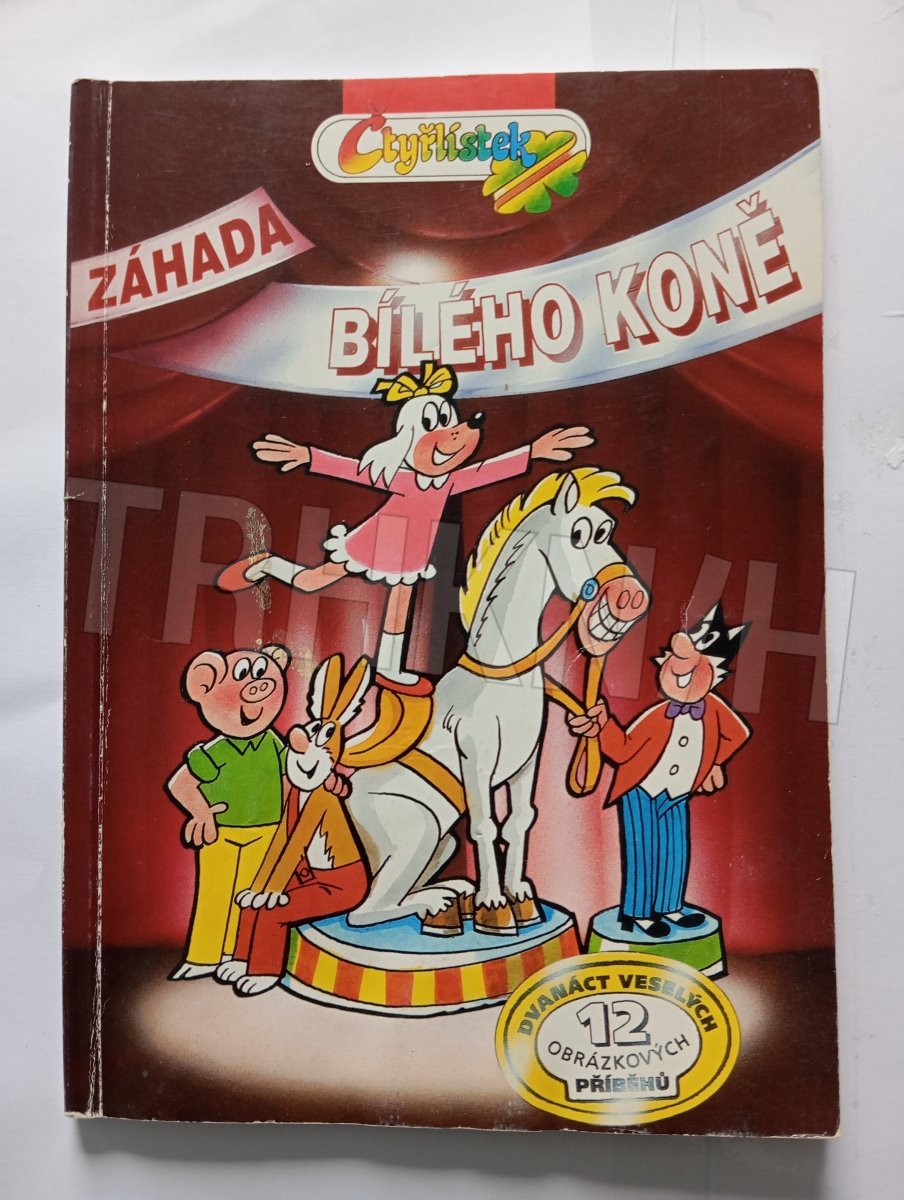 Čtyřlístek
ZÁHADA
BÍLÉHO KONĚ
DVANÁCT VESELÝCH
12
OBRÁZKOVÝCH
PŘÍBĚHŮ